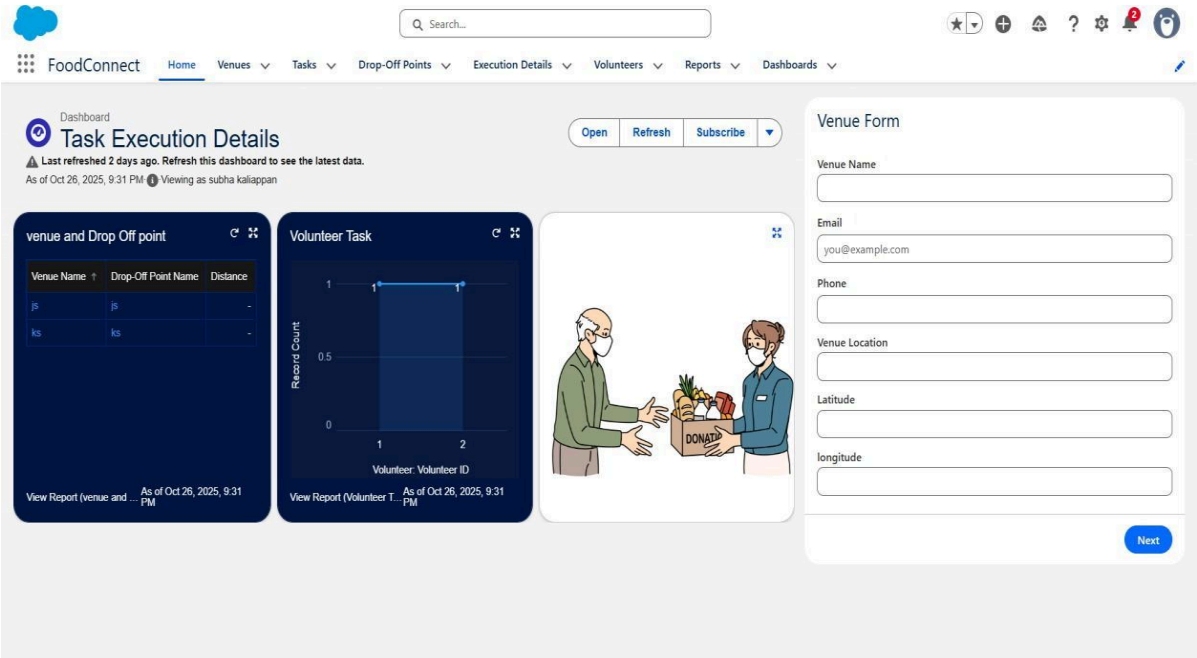 Search...
2
FoodConnect Home Venues Tasks Drop-Off Points Execution Details Volunteers Reports Dashboards
Dashboard
Task Execution Details
Last refreshed 2 days ago. Refresh this dashboard to see the latest data.
As of Oct 26, 2025, 9:31 PM Viewing as subha kaliappan
Open Refresh Subscribe
venue and Drop Off point
Venue Name ↑ Drop-Off Point Name Distance
js js -
ks ks -
View Report (venue and ... As of Oct 26, 2025, 9:31 PM
Volunteer Task
Record Count
1
0.5
0
1 1
1 2
Volunteer: Volunteer ID
View Report (Volunteer T... As of Oct 26, 2025, 9:31 PM
DONATIO
Venue Form
Venue Name
Email
you@example.com
Phone
Venue Location
Latitude
longitude
Next